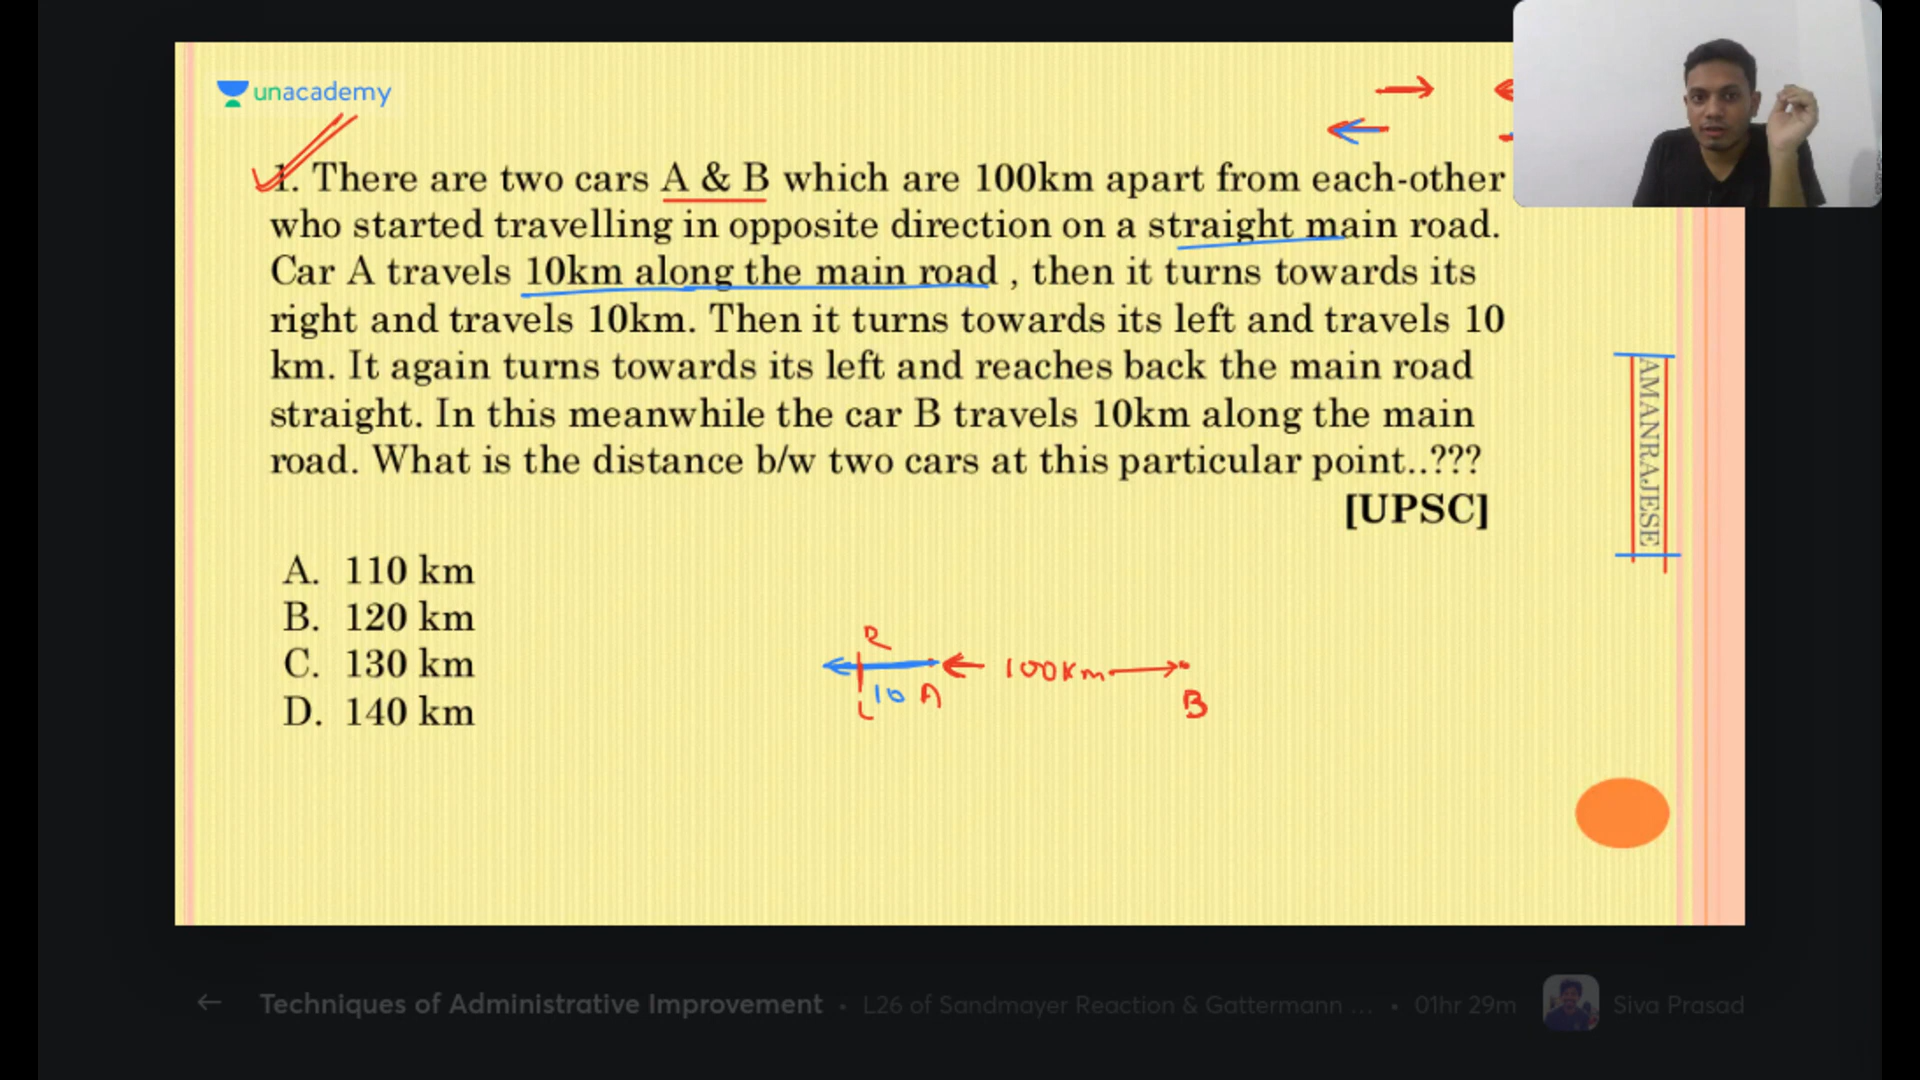 unacademy
1. There are two cars A & B which are 100km apart from each-other
who started travelling in opposite direction on a straight main road.
Car A travels 10km along the main road , then it turns towards its
right and travels 10km. Then it turns towards its left and travels 10
km. It again turns towards its left and reaches back the main road
straight. In this meanwhile the car B travels 10km along the main
road. What is the distance b/w two cars at this particular point..???
[UPSC]
AMANRAJESE
A. 110 km
B. 120 km
C. 130 km
D. 140 km
R
100km
10 A
L
B
Techniques of Administrative Improvement • L26 of Sandmayer Reaction & Gattermann ... • 01hr 29m Siva Prasad